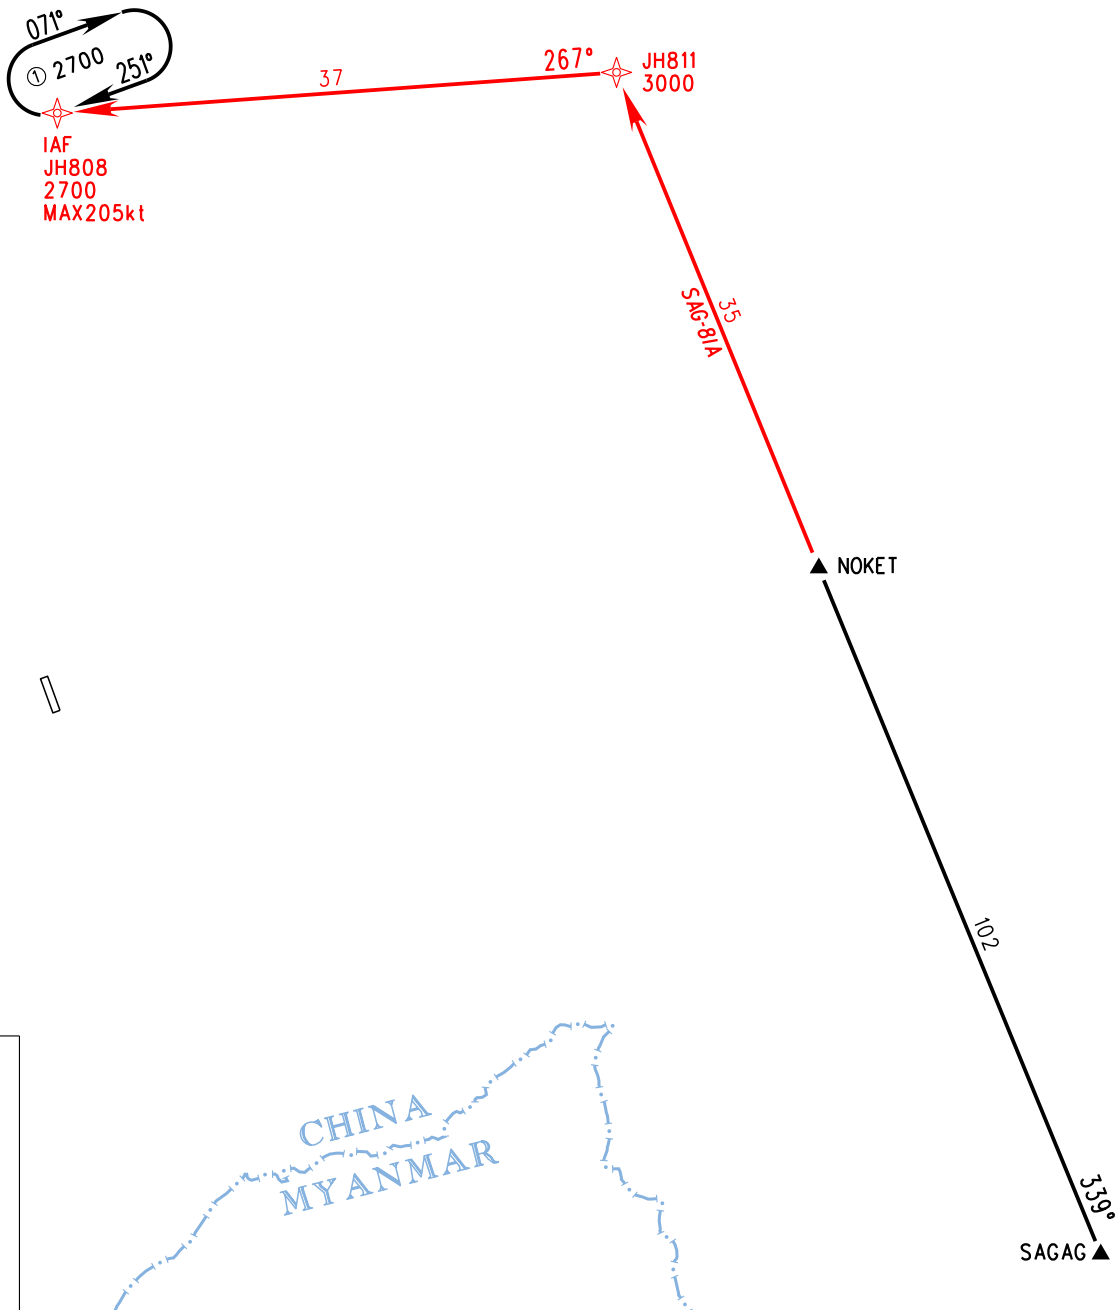 071°
① 2700
251°
IAF
JH808
2700
MAX205kt
37
267°
JH811
3000
35
SAG-81A
NOKET
102
339°
SAGAG
CHINA
MYANMAR